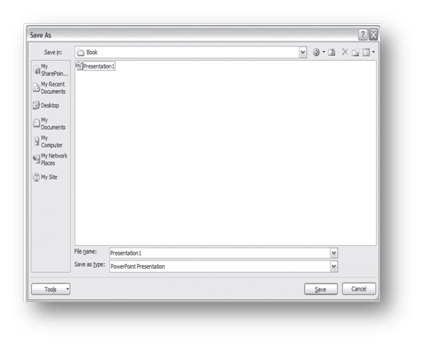 Save As
Save in:
Book
My SharePoin...
Presentation1
My Recent
Documents
Desktop
My
Documents
My
Computer
My Network
Places
My Site
File name:
Presentation1
Save as type:
PowerPoint Presentation
Tools
Save
Cancel